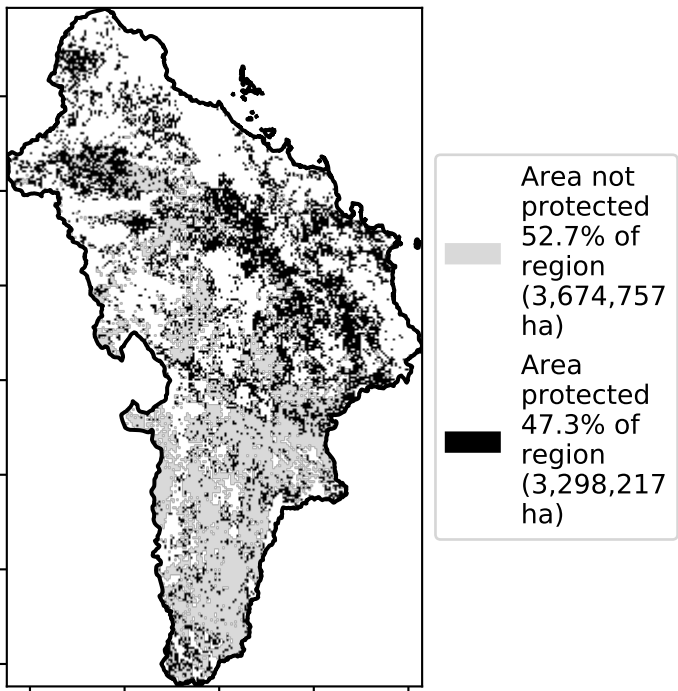 Area not
protected
52.7% of
region
(3,674,757
ha)
Area
protected
47.3% of
region
(3,298,217
ha)